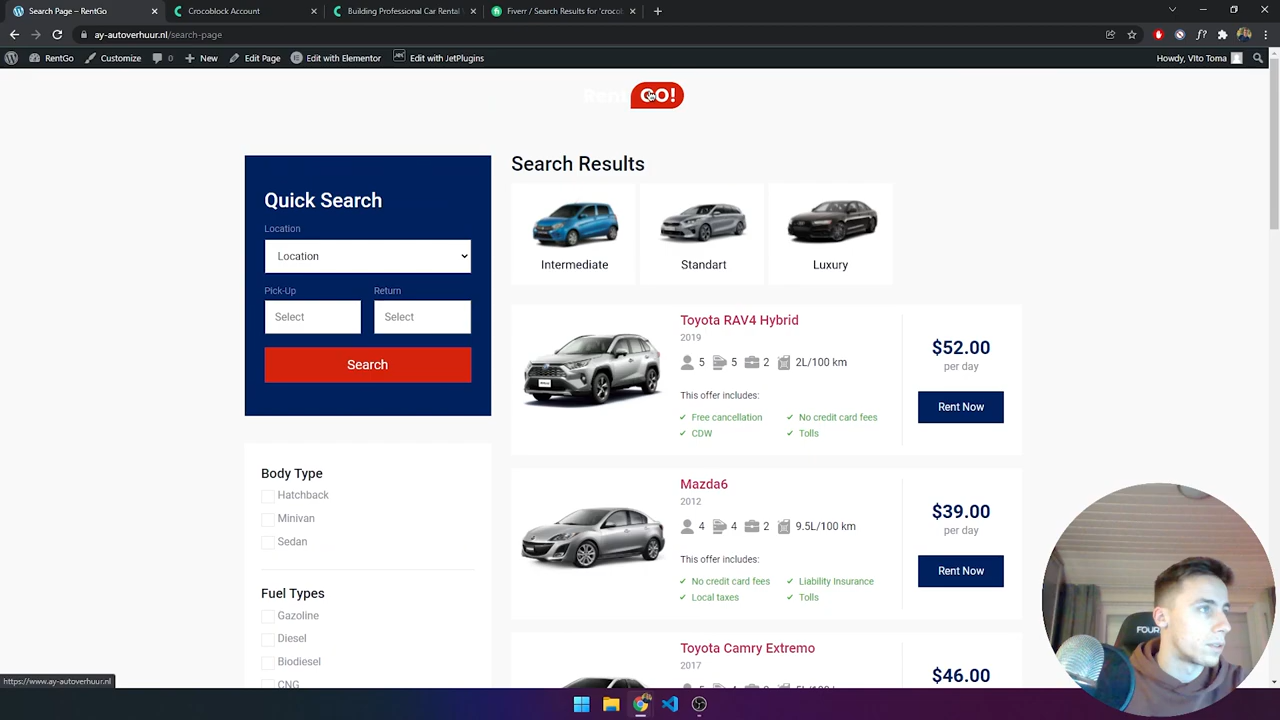 Search Page – RentGo
Crocoblock Account
Building Professional Car Rental
Fiverr / Search Results for 'croco
ay-autoverhuur.nl/search-page
RentGo
Customize
0
New
Edit Page
Edit with Elementor
Edit with JetPlugins
Howdy, Vito Toma
Rent GO!
Quick Search
Location
Location
Pick-Up
Return
Select
Select
Search
Body Type
Hatchback
Minivan
Sedan
Fuel Types
Gazoline
Diesel
Biodiesel
CNG
Search Results
Intermediate
Standart
Luxury
Toyota RAV4 Hybrid
2019
5 5 2 2L/100 km
This offer includes:
Free cancellation
No credit card fees
CDW
Tolls
$52.00
per day
Rent Now
Mazda6
2012
4 4 2 9.5L/100 km
This offer includes:
No credit card fees
Liability Insurance
Local taxes
Tolls
$39.00
per day
Rent Now
Toyota Camry Extremo
2017
$46.00
FOUR
https://www.ay-autoverhuur.nl